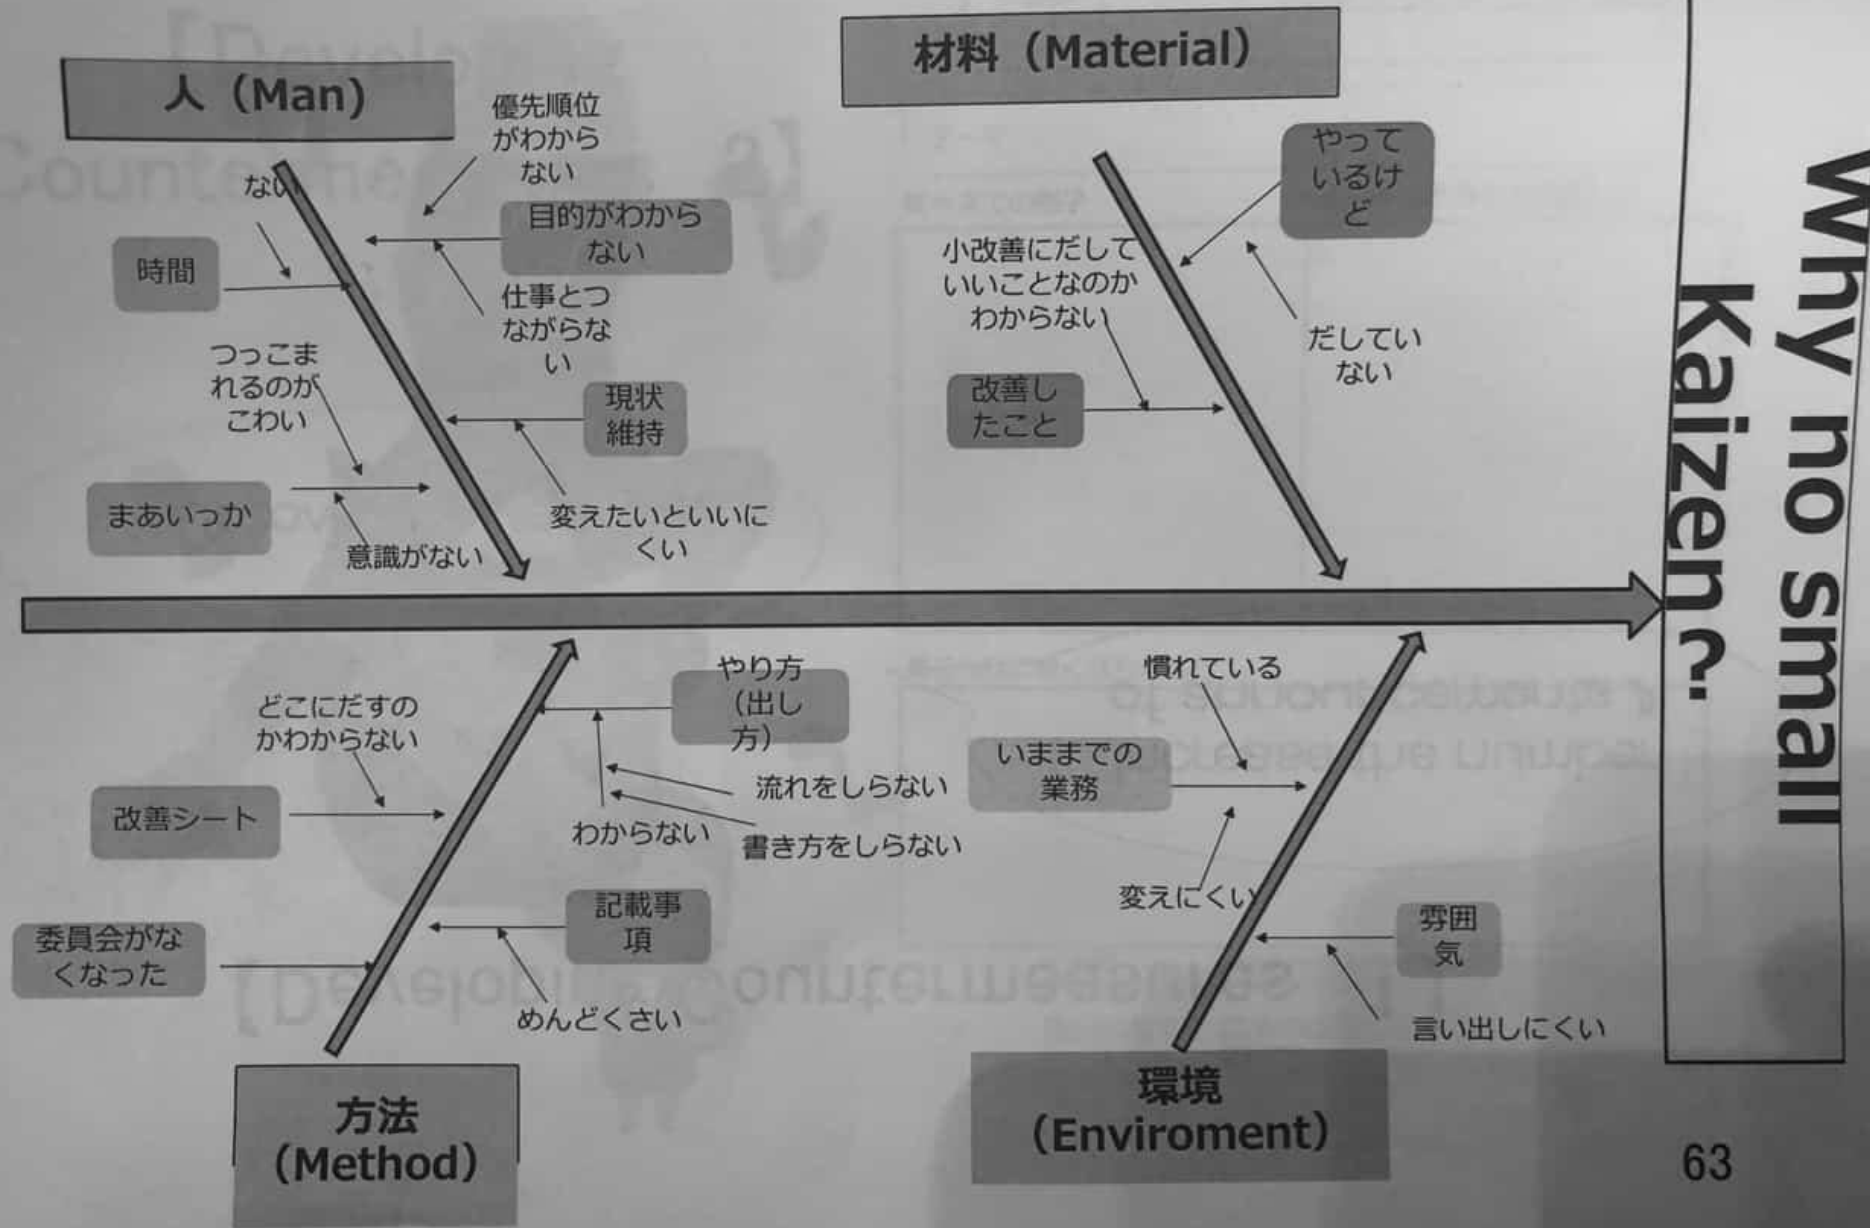 人（Man）
ない
時間
優先順位
がわから
ない
目的がわから
ない
仕事とつ
ながらな
い
つっこま
れるのが
こわい
現状
維持
まあいっか
意識がない
変えたいといいに
くい
材料（Material）
やって
いるけ
ど
小改善にだして
いいことなのか
わからない
だしてい
ない
改善し
たこと
Why no small
Kaizen?
どこにだすの
かわからない
改善シート
やり方
（出し
方）
流れをしらない
わからない
書き方をしらない
委員会がな
くなった
記載事
項
めんどくさい
方法
（Method）
慣れている
いままでの
業務
変えにくい
雰囲
気
言い出しにくい
環境
（Enviroment）
63
【Developing Countermeasures